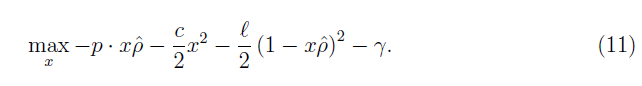 max_x −p · xρ̂ − c/2 x² − ℓ/2 (1 − xρ̂)² − γ. (11)